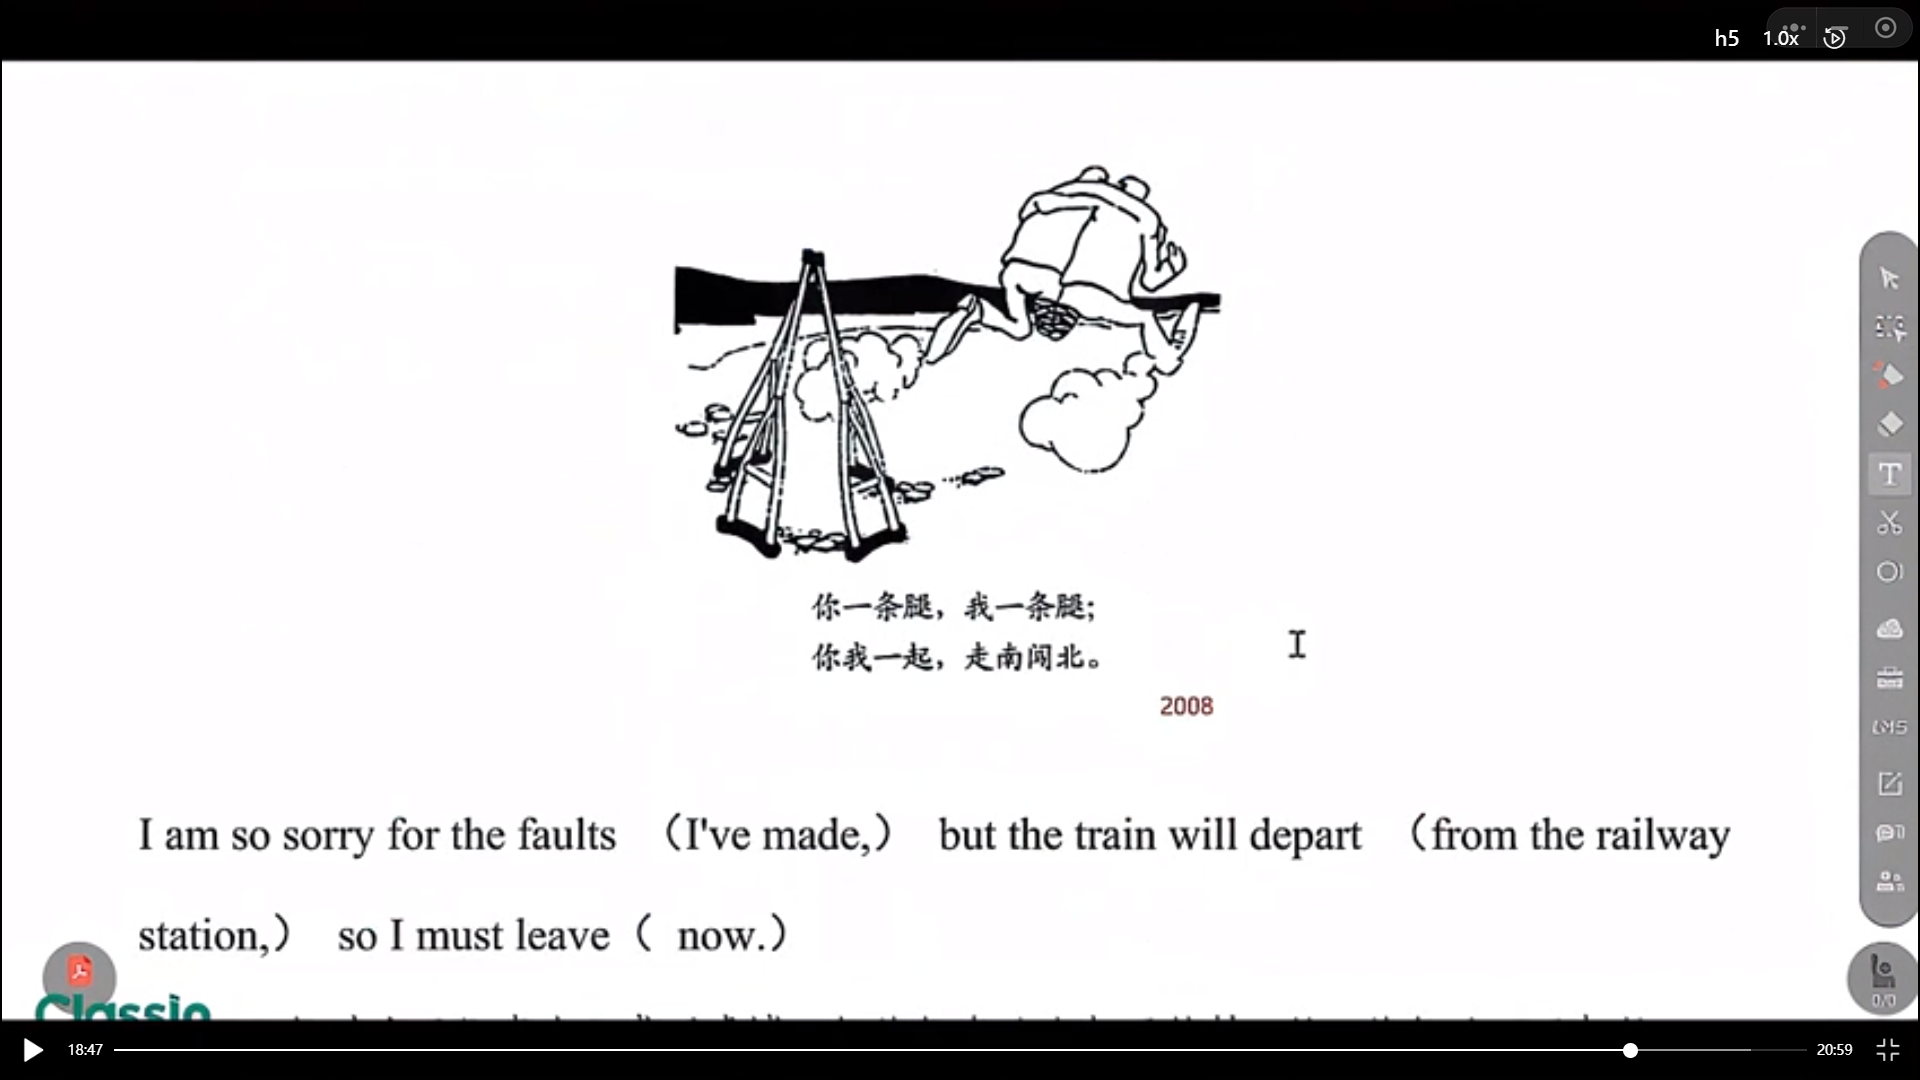 h5 1.0x
你一条腿，我一条腿;
你我一起，走南闯北。
2008
I am so sorry for the faults （I've made,） but the train will depart （from the railway
station,） so I must leave（ now.）
Classin
0/0
18:47 20:59